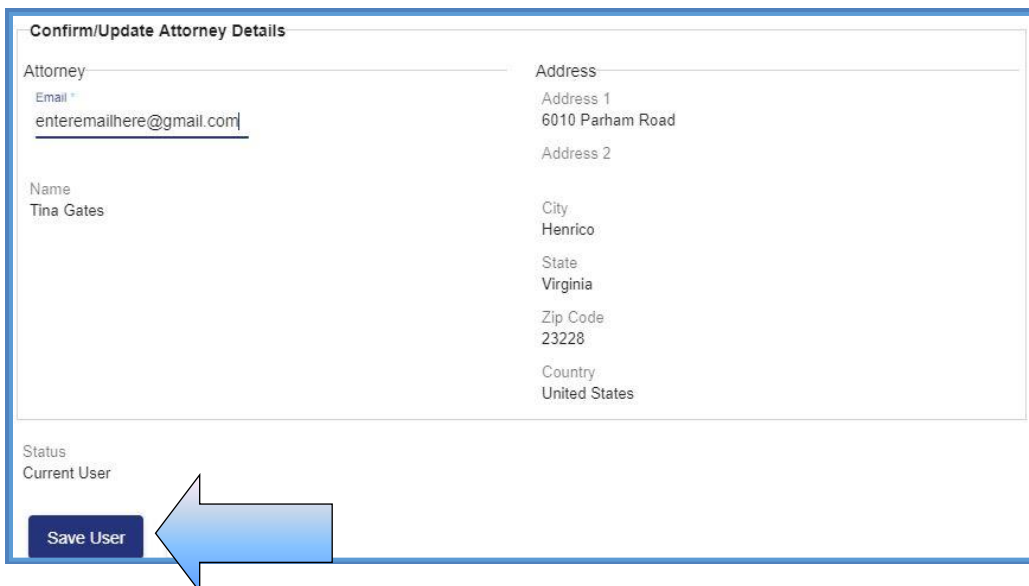 Confirm/Update Attorney Details
Attorney
Email *
enteremailhere@gmail.com
Name
Tina Gates
Address
Address 1
6010 Parham Road
Address 2
City
Henrico
State
Virginia
Zip Code
23228
Country
United States
Status
Current User
Save User